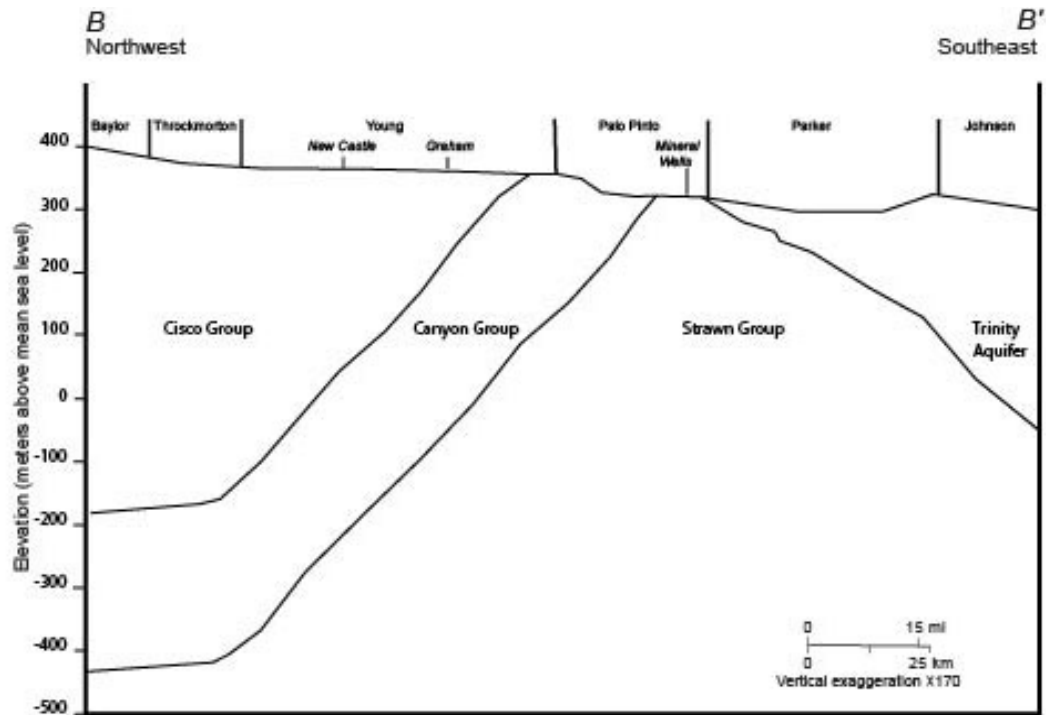 B
Northwest
B'
Southeast
Baylor
Throckmorton
Young
Palo Pinto
Parker
Johnson
New Castle
Graham
Mineral
Wells
400
300
200
100
0
-100
-200
-300
-400
-500
Elevation (meters above mean sea level)
Cisco Group
Canyon Group
Strawn Group
Trinity
Aquifer
0 15 mi
0 25 km
Vertical exaggeration X170